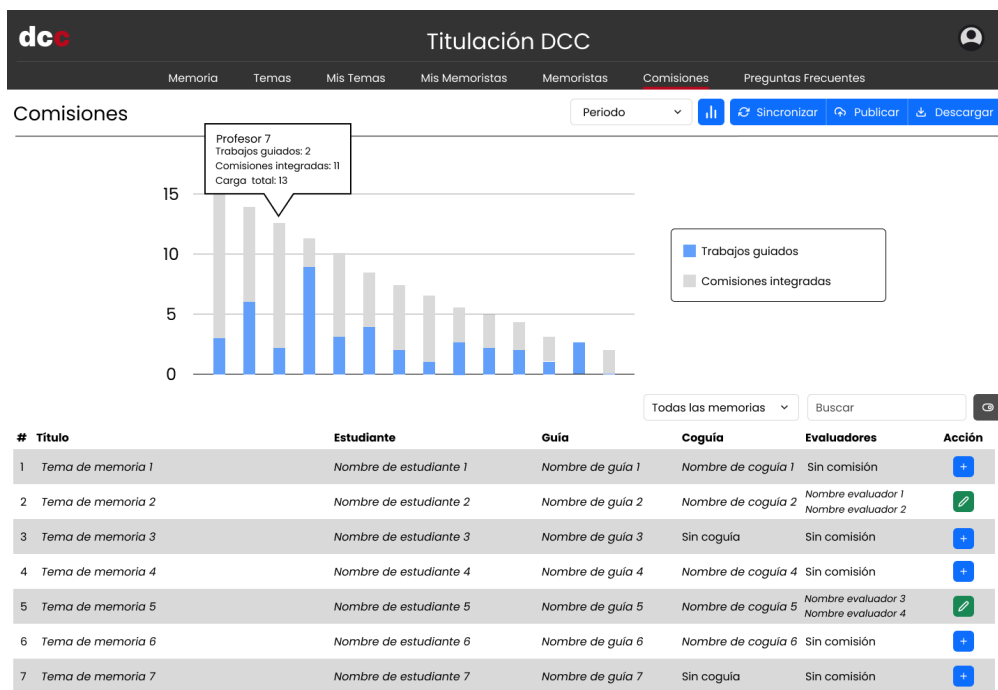 dcc
Titulación DCC
Memoria Temas Mis Temas Mis Memoristas Memoristas Comisiones Preguntas Frecuentes
Comisiones
Periodo
Sincronizar Publicar Descargar
Profesor 7
Trabajos guiados: 2
Comisiones integradas: 11
Carga total: 13
15
10
5
0
Trabajos guiados
Comisiones integradas
Todas las memorias
Buscar
# Título Estudiante Guía Coguía Evaluadores Acción
1 Tema de memoria 1 Nombre de estudiante 1 Nombre de guía 1 Nombre de coguía 1 Sin comisión +
2 Tema de memoria 2 Nombre de estudiante 2 Nombre de guía 2 Nombre de coguía 2 Nombre evaluador 1
Nombre evaluador 2
3 Tema de memoria 3 Nombre de estudiante 3 Nombre de guía 3 Sin coguía Sin comisión +
4 Tema de memoria 4 Nombre de estudiante 4 Nombre de guía 4 Nombre de coguía 4 Sin comisión +
5 Tema de memoria 5 Nombre de estudiante 5 Nombre de guía 5 Nombre de coguía 5 Nombre evaluador 3
Nombre evaluador 4
6 Tema de memoria 6 Nombre de estudiante 6 Nombre de guía 6 Nombre de coguía 6 Sin comisión +
7 Tema de memoria 7 Nombre de estudiante 7 Nombre de guía 7 Sin coguía Sin comisión +